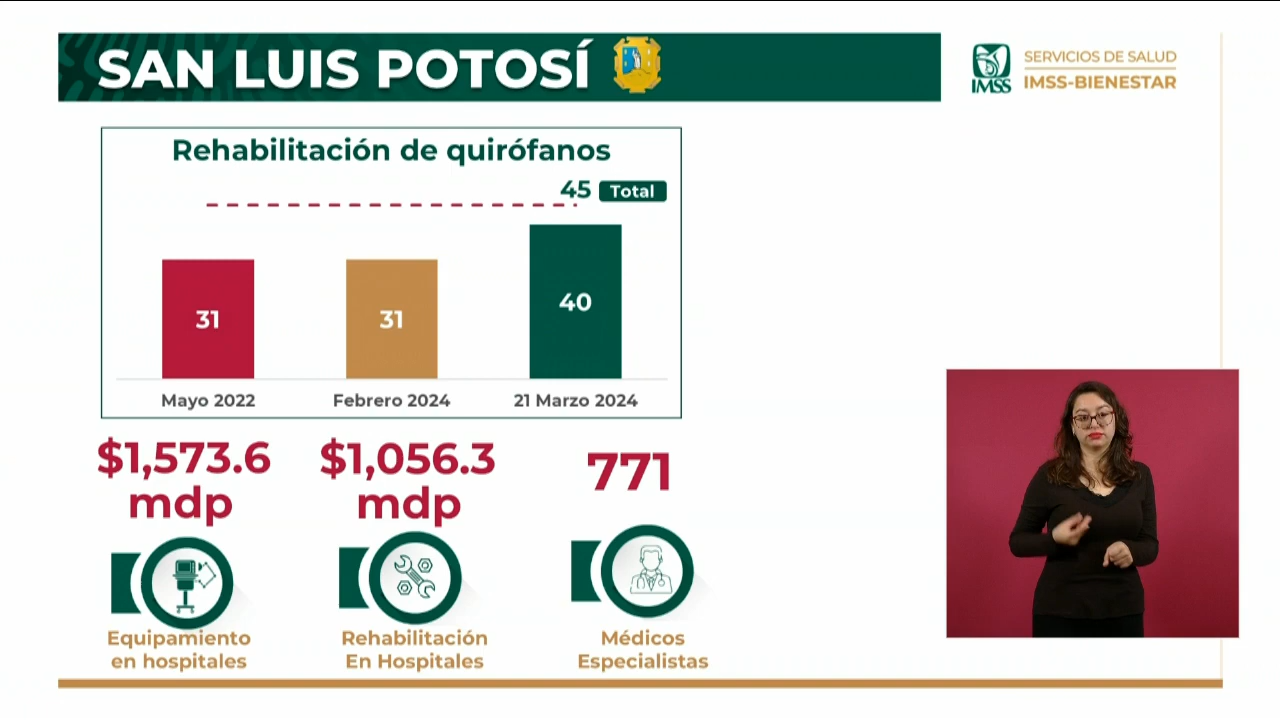 SAN LUIS POTOSÍ
IMSS
SERVICIOS DE SALUD
IMSS-BIENESTAR
Rehabilitación de quirófanos
45 Total
31
31
40
Mayo 2022
Febrero 2024
21 Marzo 2024
$1,573.6
mdp
$1,056.3
mdp
771
Equipamiento
en hospitales
Rehabilitación
En Hospitales
Médicos
Especialistas